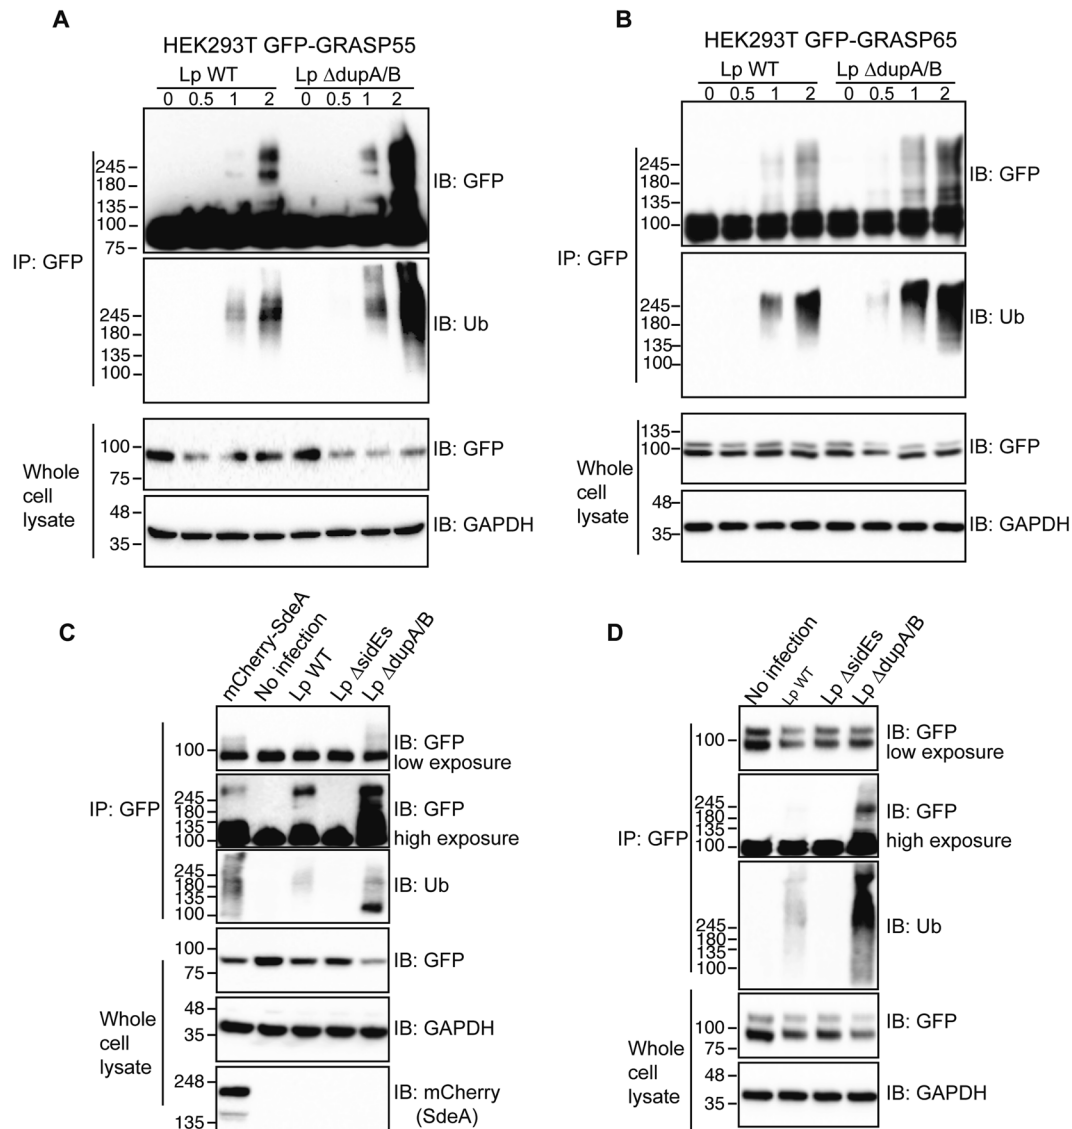 A
HEK293T GFP-GRASP55
Lp WT Lp ΔdupA/B
0 0.5 1 2 0 0.5 1 2
IP: GFP
245
180
135
100
75
IB: GFP
245
180
135
100
IB: Ub
Whole
cell
lysate
100
75
IB: GFP
48
35
IB: GAPDH
B
HEK293T GFP-GRASP65
Lp WT Lp ΔdupA/B
0 0.5 1 2 0 0.5 1 2
IP: GFP
245
180
135
100
IB: GFP
245
180
135
100
IB: Ub
Whole
cell
lysate
135
100
IB: GFP
48
35
IB: GAPDH
C
mCherry-SdeA
No infection
Lp WT
Lp ΔsidEs
Lp ΔdupA/B
IP: GFP
100
IB: GFP
low exposure
245
180
135
100
IB: GFP
high exposure
245
180
135
100
IB: Ub
Whole
cell
lysate
100
75
IB: GFP
48
35
IB: GAPDH
248
135
IB: mCherry
(SdeA)
D
No infection
Lp WT
Lp ΔsidEs
Lp ΔdupA/B
IP: GFP
100
IB: GFP
low exposure
245
180
135
100
IB: GFP
high exposure
245
180
135
100
IB: Ub
Whole
cell
lysate
100
75
IB: GFP
48
35
IB: GAPDH